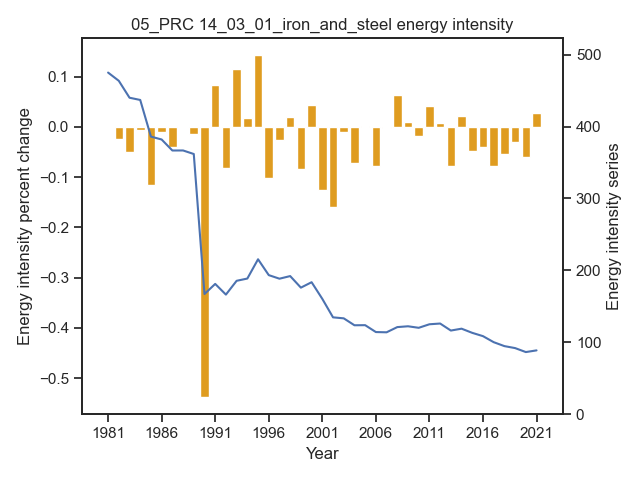 05_PRC 14_03_01_iron_and_steel energy intensity
0.1
0.0
−0.1
−0.2
−0.3
−0.4
−0.5
Energy intensity percent change
500
400
300
200
100
0
Energy intensity series
1981 1986 1991 1996 2001 2006 2011 2016 2021
Year